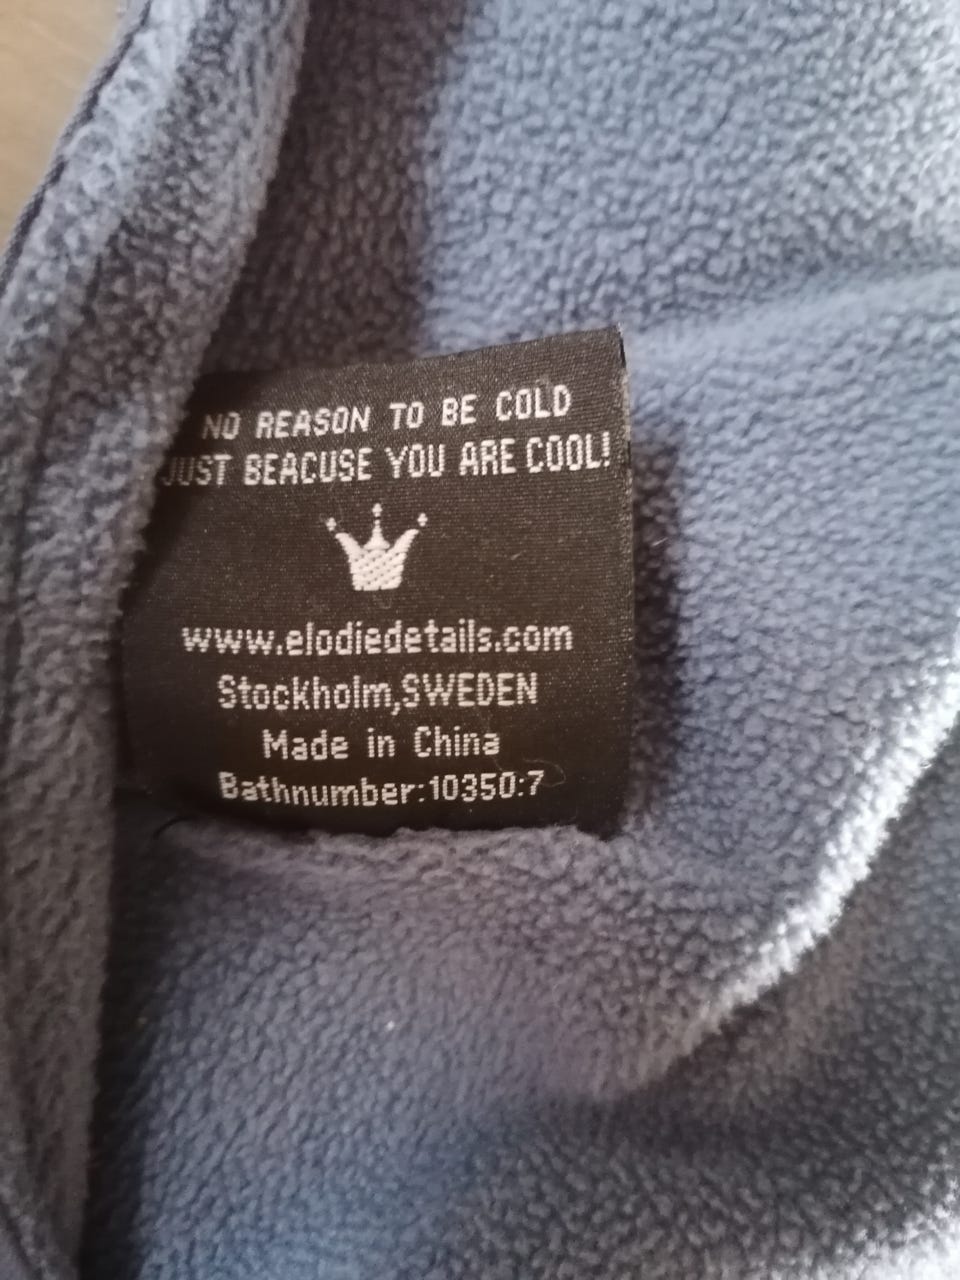 NO REASON TO BE COLD
JUST BEACUSE YOU ARE COOL!
www.elodiedetails.com
Stockholm,SWEDEN
Made in China
Bathnumber:10350:7